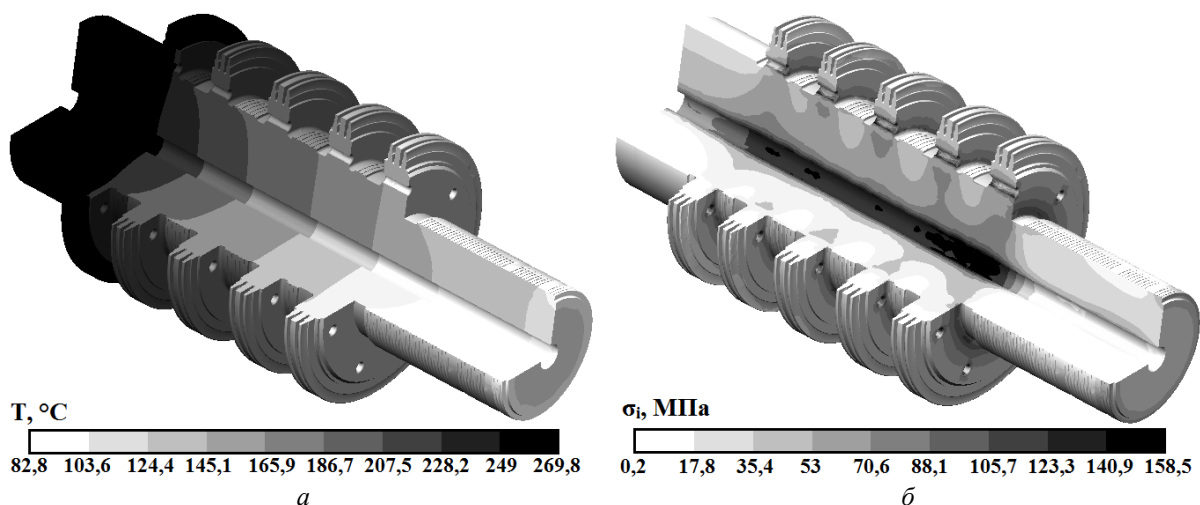 T, °C
82,8 103,6 124,4 145,1 165,9 186,7 207,5 228,2 249 269,8
а
σi, МПа
0,2 17,8 35,4 53 70,6 88,1 105,7 123,3 140,9 158,5
б